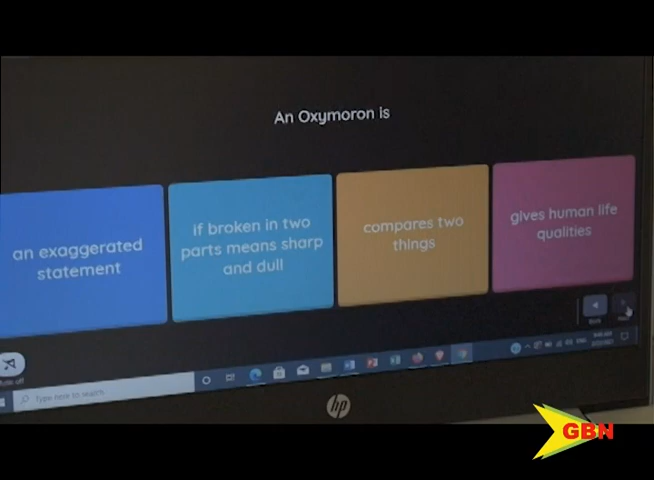 An Oxymoron is
an exaggerated
statement
if broken in two
parts means sharp
and dull
compares two
things
gives human life
qualities
Type here to search
hp
GBN